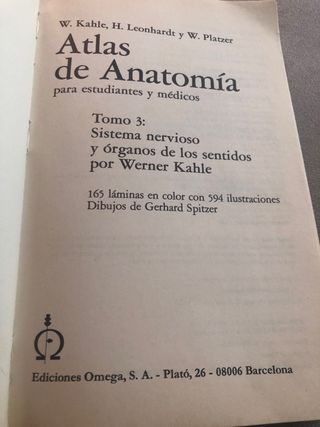 W. Kahle, H. Leonhardt y W. Platzer
Atlas
de Anatomía
para estudiantes y médicos
Tomo 3:
Sistema nervioso
y órganos de los sentidos
por Werner Kahle
165 láminas en color con 594 ilustraciones
Dibujos de Gerhard Spitzer
Ediciones Omega, S. A. - Plató, 26 - 08006 Barcelona